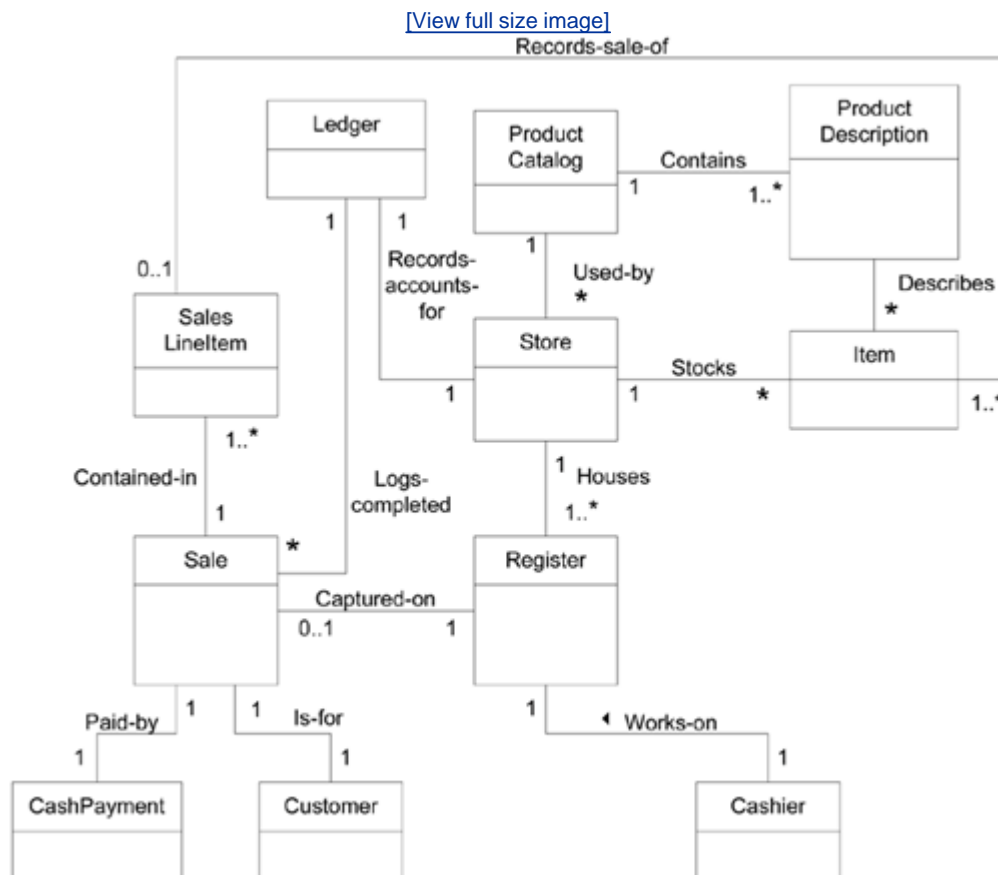 [View full size image]
Records-sale-of
Ledger
Product
Catalog
Product
Description
Contains
1
1..*
1
1
1
Records-
accounts-
for
Used-by
*
Describes
*
0..1
Sales
LineItem
Store
Item
Stocks
1
1
*
1..*
1..*
Contained-in
1
Logs-
completed
*
1
Houses
1..*
Sale
Register
Captured-on
0..1
1
1
1
Paid-by
Is-for
1
1
1
Works-on
1
CashPayment
Customer
Cashier